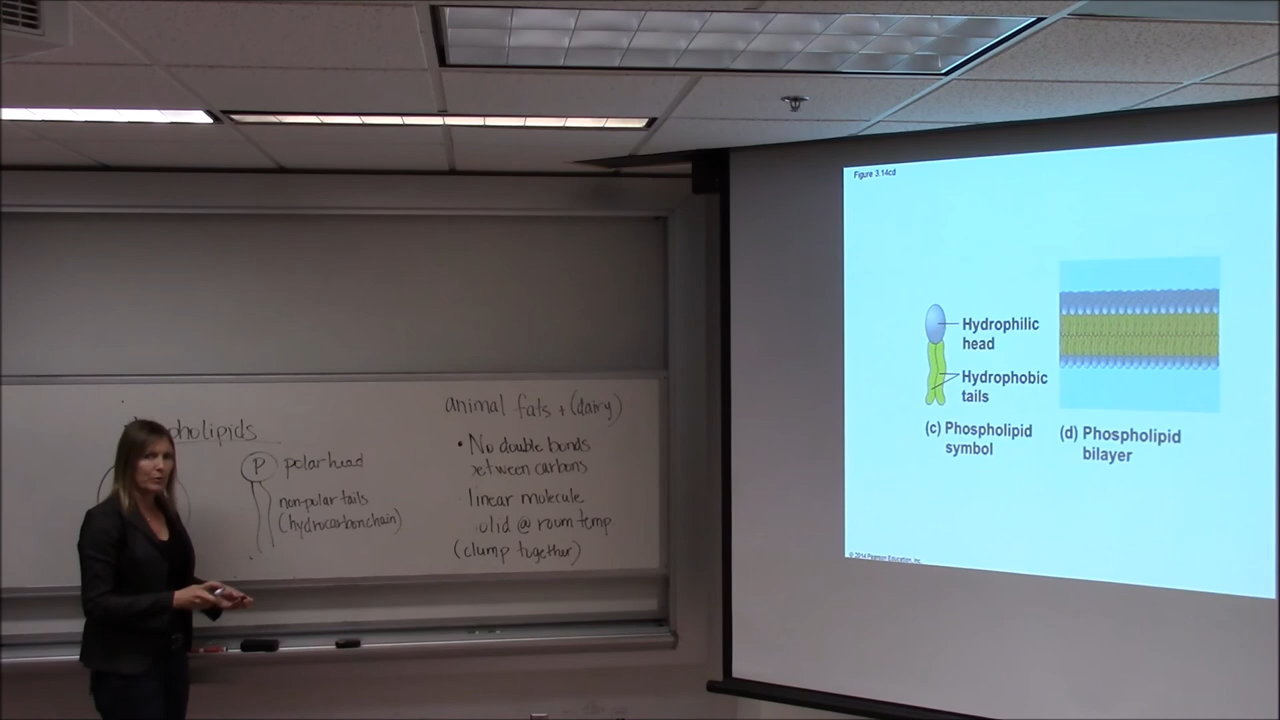 pholipids
P polar head
non-polar tails
(hydrocarbon chain)
animal fats + (dairy)
• No double bonds
between carbons
linear molecule
olid @ room temp
(clump together)
Figure 3.14cd
Hydrophilic
head
Hydrophobic
tails
(c) Phospholipid
symbol
(d) Phospholipid
bilayer
© 2014 Pearson Education, Inc.